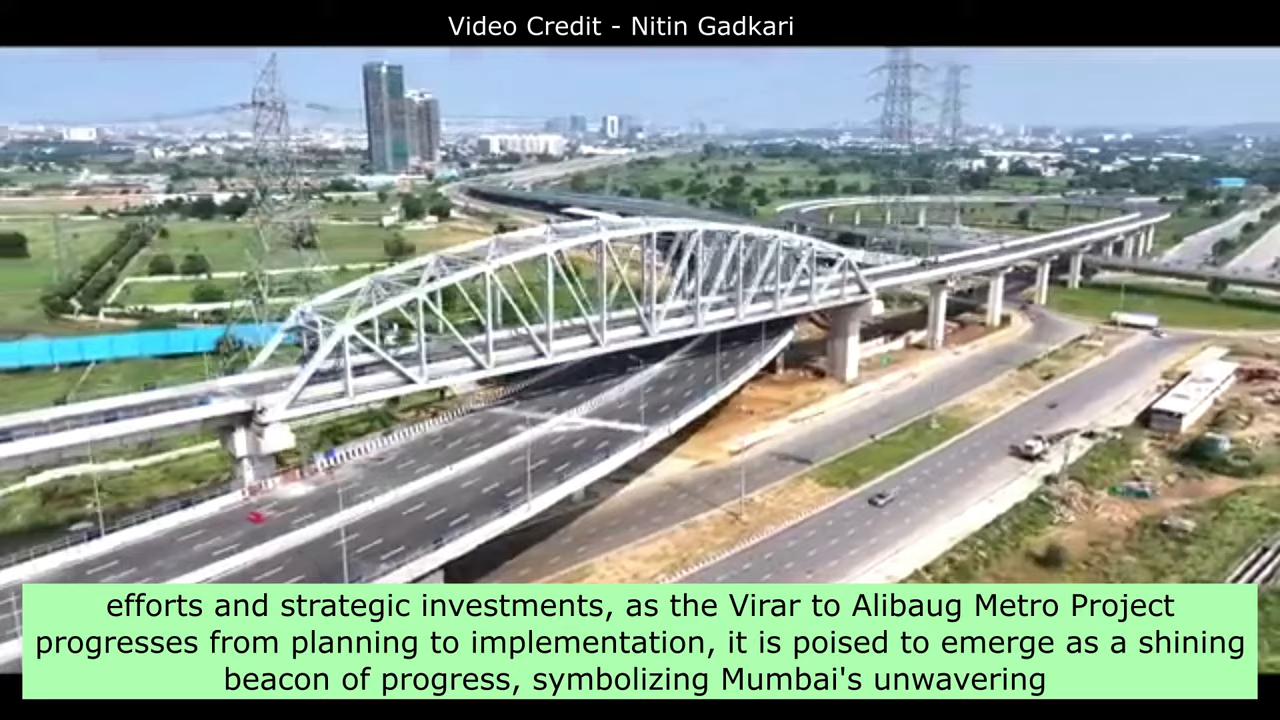 Video Credit - Nitin Gadkari
efforts and strategic investments, as the Virar to Alibaug Metro Project
progresses from planning to implementation, it is poised to emerge as a shining
beacon of progress, symbolizing Mumbai's unwavering